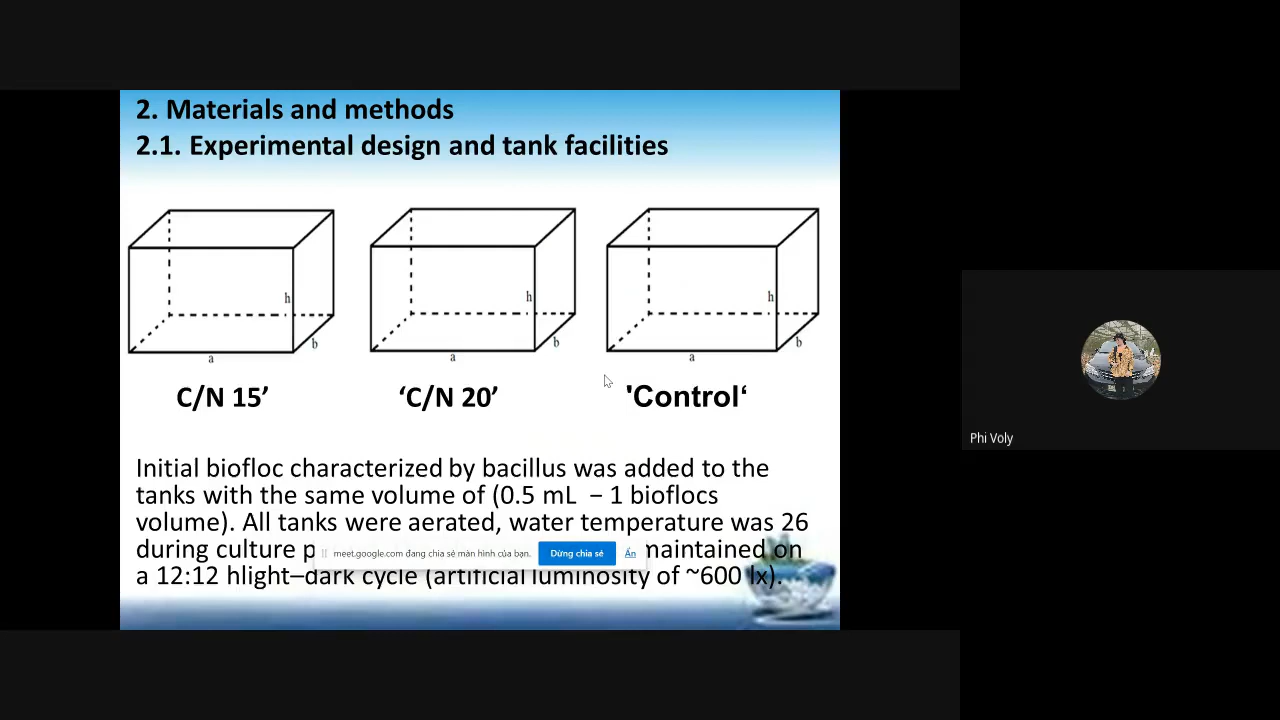 2. Materials and methods
2.1. Experimental design and tank facilities
h
b
a
h
b
a
h
b
a
C/N 15’
‘C/N 20’
'Control‘
Initial biofloc characterized by bacillus was added to the
tanks with the same volume of (0.5 mL – 1 bioflocs
volume). All tanks were aerated, water temperature was 26
during culture p
maintained on
a 12:12 hlight–dark cycle (artificial luminosity of ~600 lx).
meet.google.com đang chia sẻ màn hình của bạn.
Dừng chia sẻ
Ẩn
Phi Voly